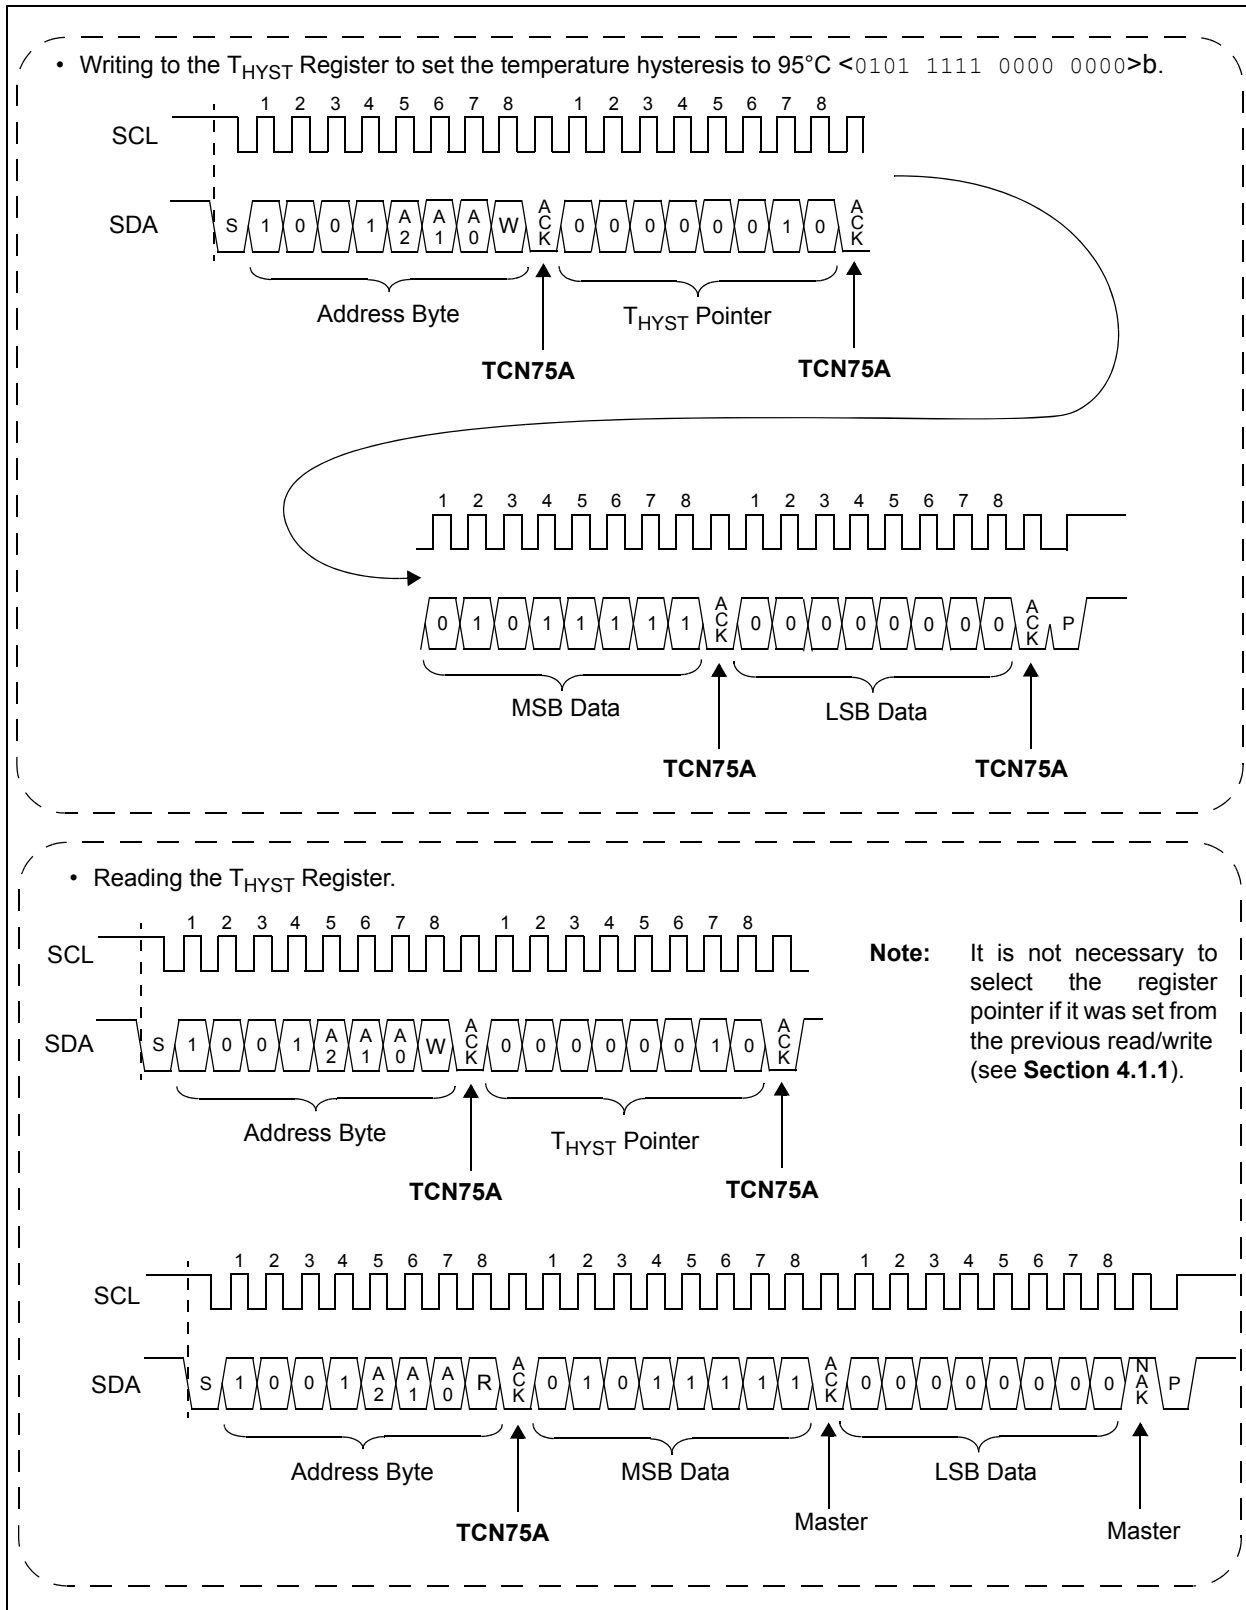 • Writing to the THYST Register to set the temperature hysteresis to 95°C <0101 1111 0000 0000>b.
1 2 3 4 5 6 7 8 1 2 3 4 5 6 7 8
SCL
SDA S 1 0 0 1 A2 A1 A0 W ACK 0 0 0 0 0 0 1 0 ACK
Address Byte THYST Pointer
TCN75A TCN75A
1 2 3 4 5 6 7 8 1 2 3 4 5 6 7 8
0 1 0 1 1 1 1 1 ACK 0 0 0 0 0 0 0 0 ACK P
MSB Data LSB Data
TCN75A TCN75A
• Reading the THYST Register.
1 2 3 4 5 6 7 8 1 2 3 4 5 6 7 8
SCL
SDA S 1 0 0 1 A2 A1 A0 W ACK 0 0 0 0 0 0 1 0 ACK
Address Byte THYST Pointer
TCN75A TCN75A
Note: It is not necessary to
select the register
pointer if it was set from
the previous read/write
(see Section 4.1.1).
1 2 3 4 5 6 7 8 1 2 3 4 5 6 7 8 1 2 3 4 5 6 7 8
SCL
SDA S 1 0 0 1 A2 A1 A0 R ACK 0 1 0 1 1 1 1 1 ACK 0 0 0 0 0 0 0 0 NAK P
Address Byte MSB Data LSB Data
TCN75A Master Master